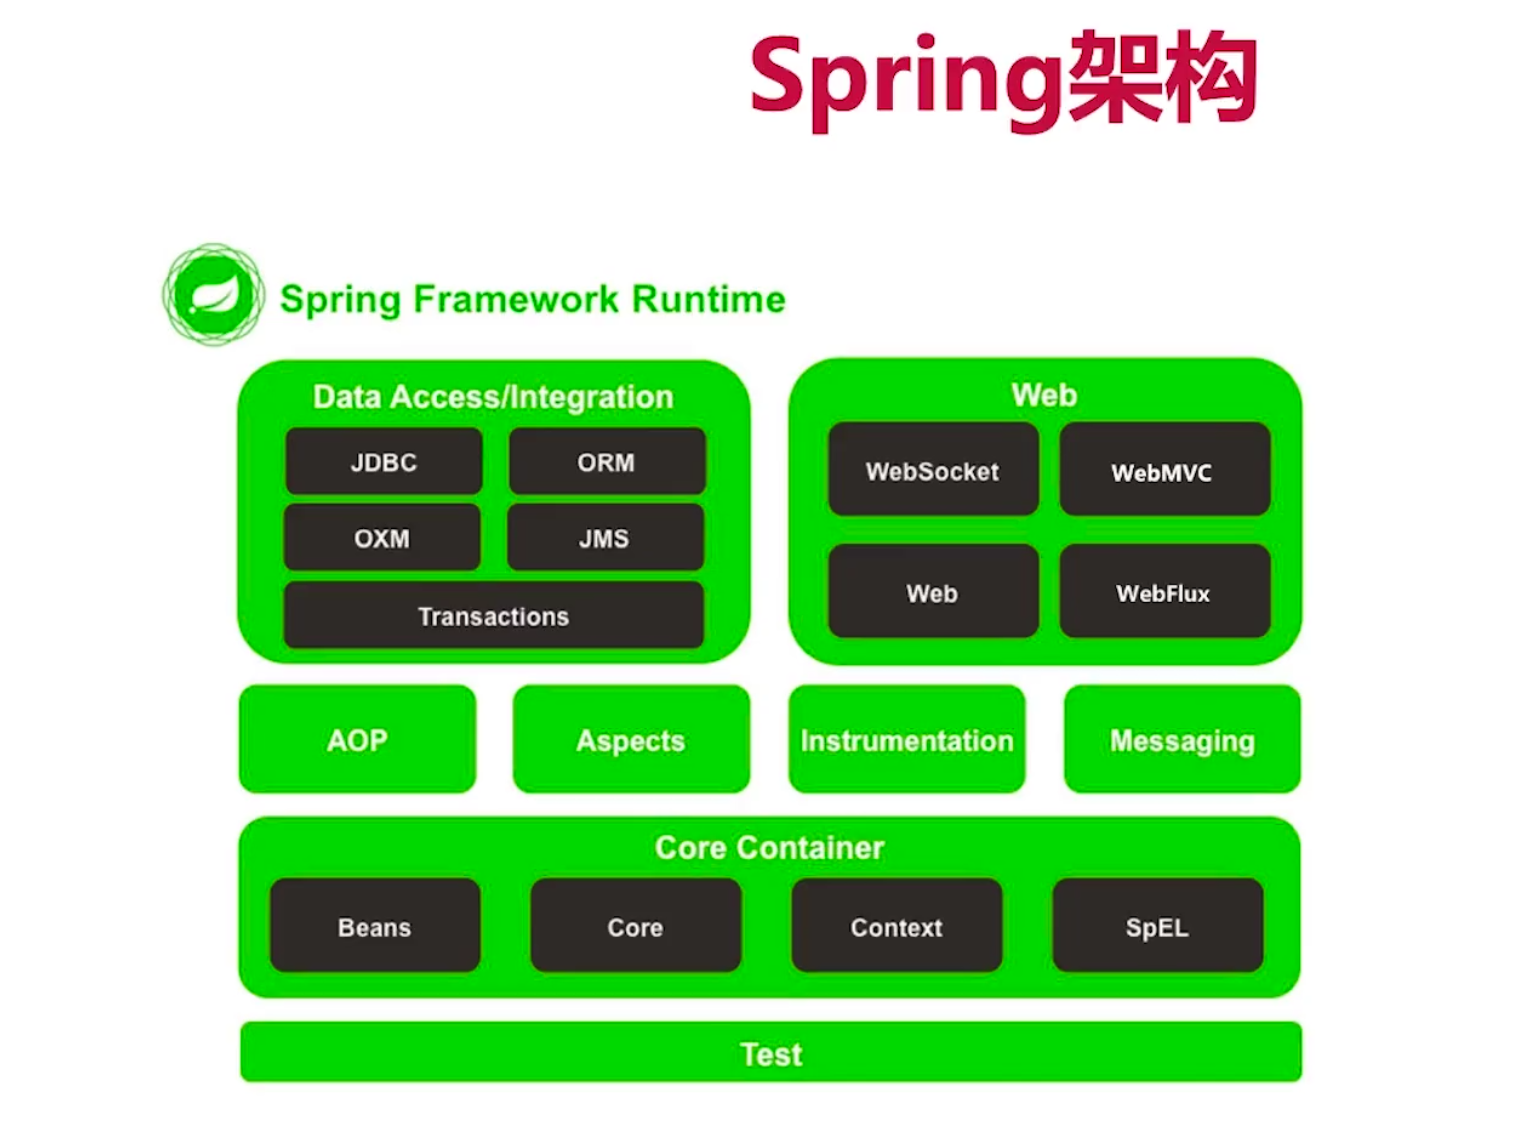 Spring架构
Spring Framework Runtime
Data Access/Integration
JDBC
ORM
OXM
JMS
Transactions
Web
WebSocket
WebMVC
Web
WebFlux
AOP
Aspects
Instrumentation
Messaging
Core Container
Beans
Core
Context
SpEL
Test